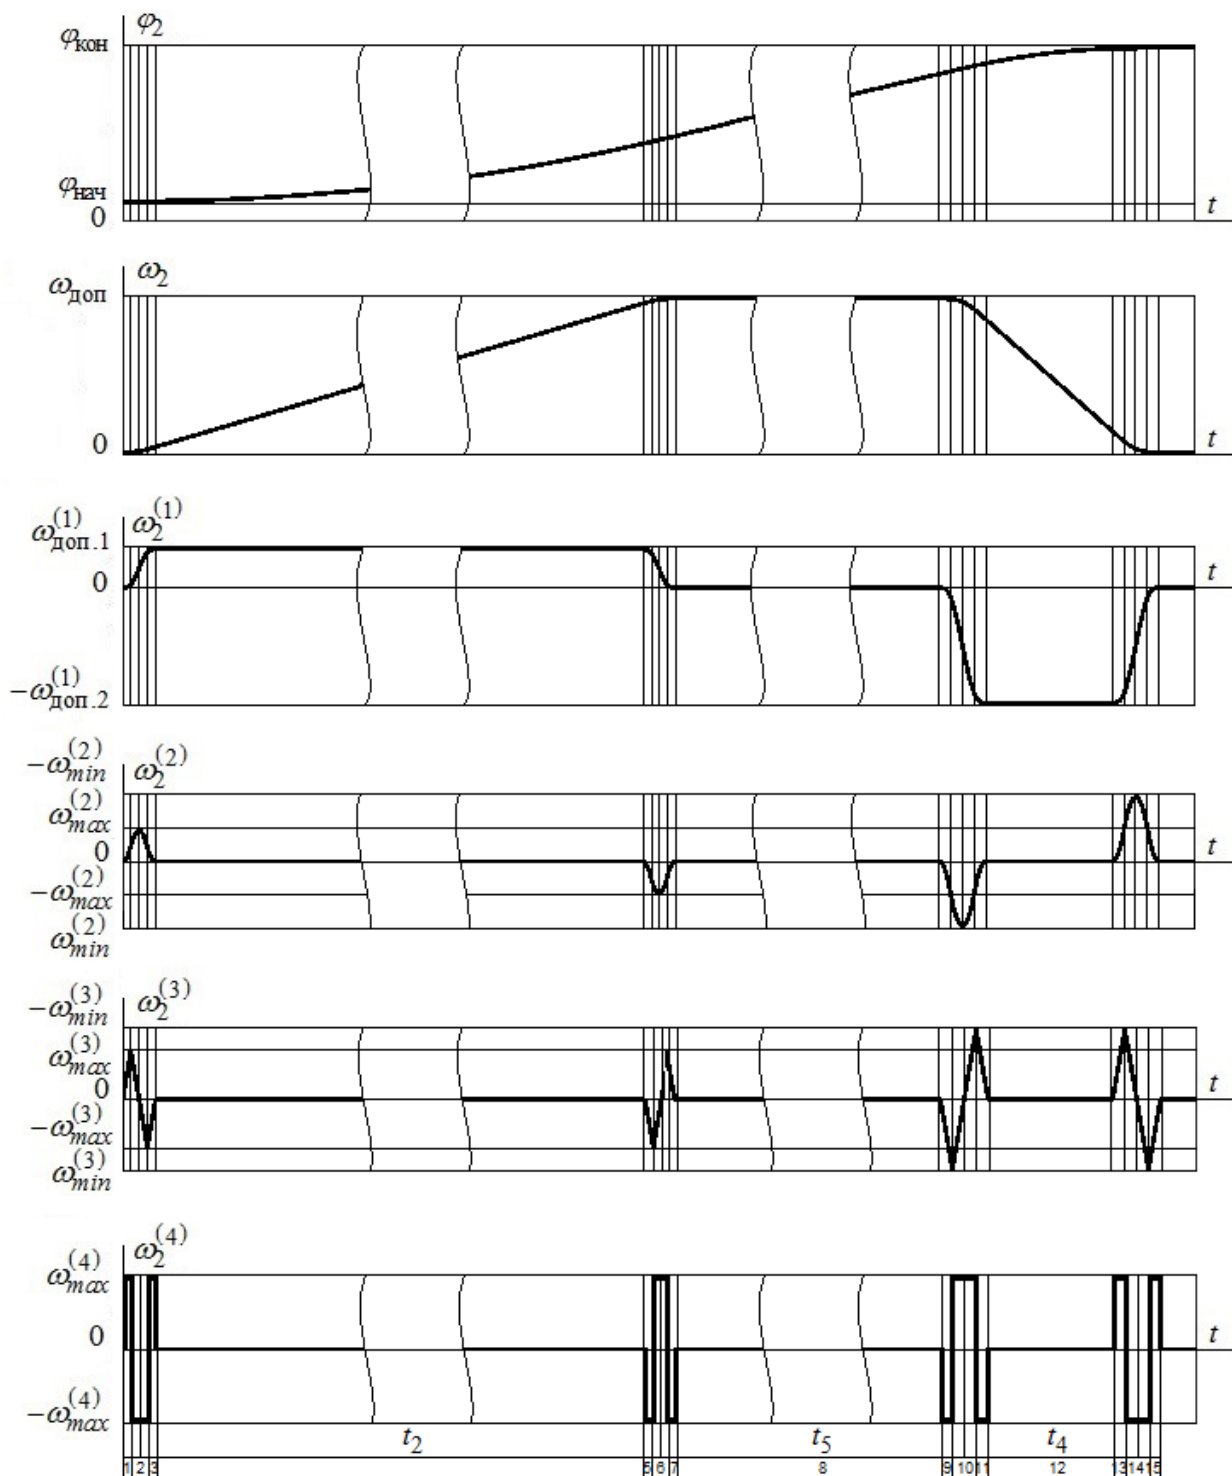 φ₂
φкон
φнач
0
t
ω₂
ωдоп
0
t
ω₂⁽¹⁾
ω⁽¹⁾доп.1
0
t
−ω⁽¹⁾доп.2
ω₂⁽²⁾
−ω⁽²⁾min
ω⁽²⁾max
0
t
−ω⁽²⁾max
ω⁽²⁾min
ω₂⁽³⁾
−ω⁽³⁾min
ω⁽³⁾max
0
t
−ω⁽³⁾max
ω⁽³⁾min
ω₂⁽⁴⁾
ω⁽⁴⁾max
0
t
−ω⁽⁴⁾max
t₂ t₅ t₄
1 2 3 5 6 7 8 9 10 11 12 13 14 15